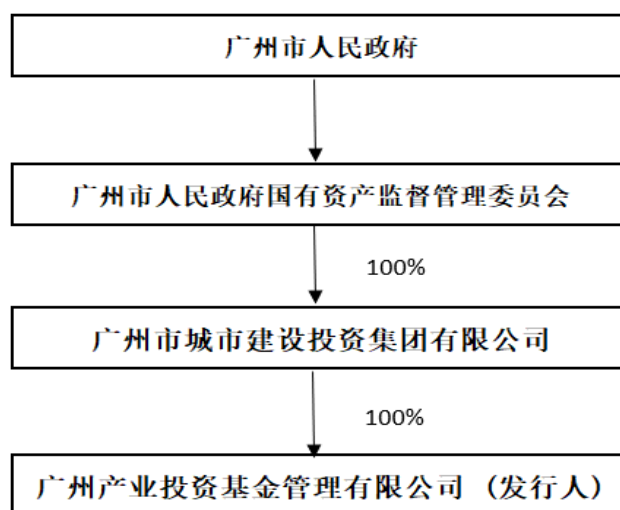 广州市人民政府
广州市人民政府国有资产监督管理委员会
100%
广州市城市建设投资集团有限公司
100%
广州产业投资基金管理有限公司（发行人）